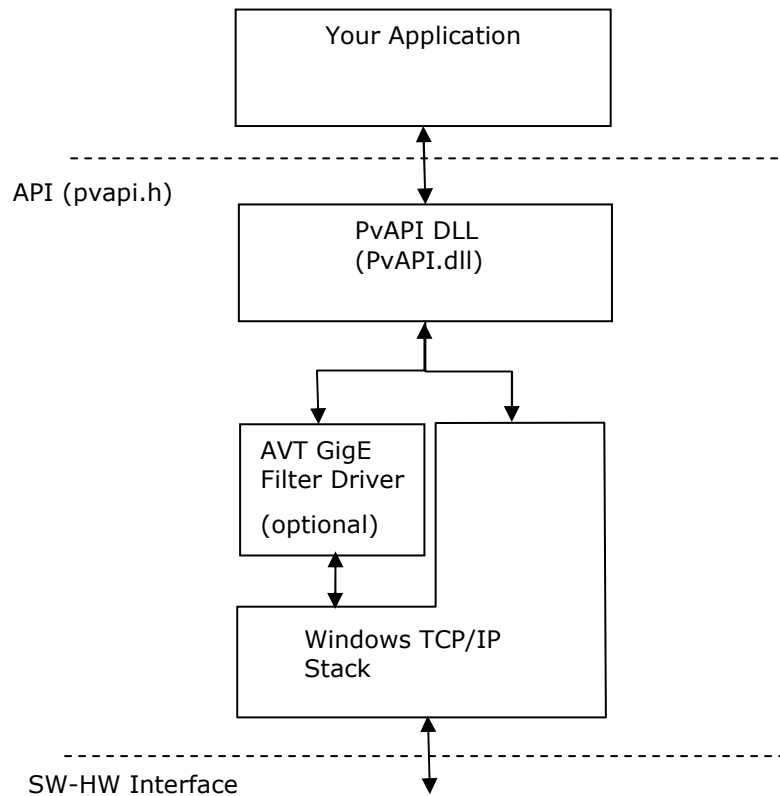 Your Application
API (pvapi.h)
PvAPI DLL
(PvAPI.dll)
AVT GigE
Filter Driver
(optional)
Windows TCP/IP
Stack
SW-HW Interface